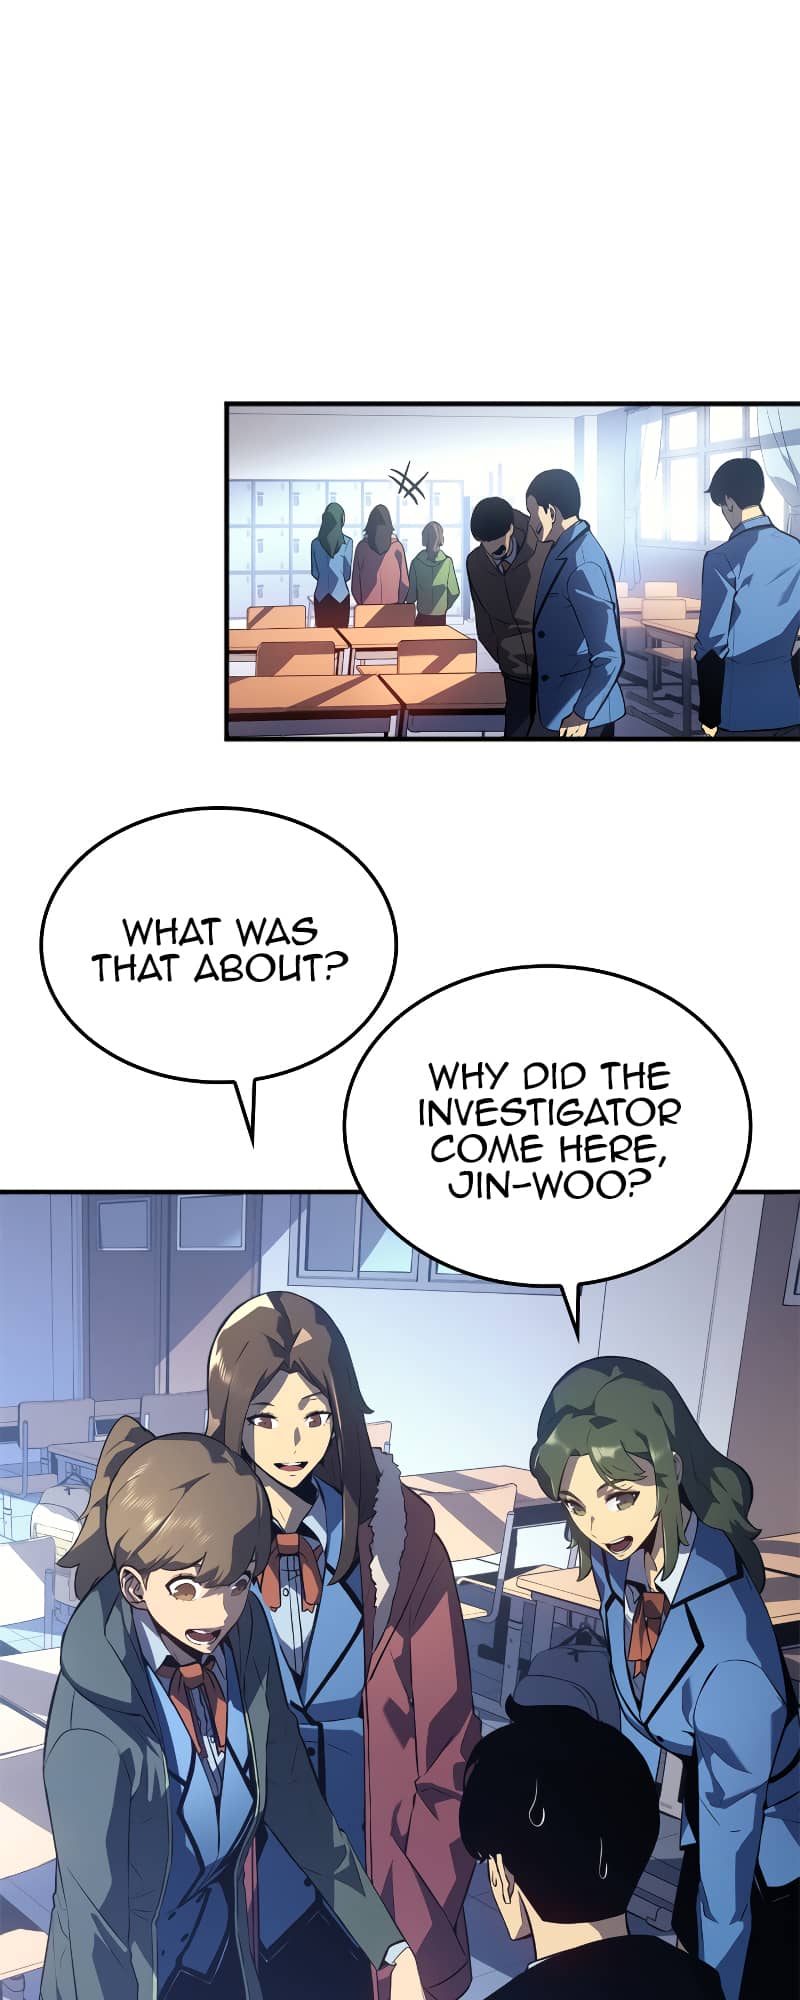 WHAT WAS
THAT ABOUT?
WHY DID THE
INVESTIGATOR
COME HERE,
JIN-WOO?